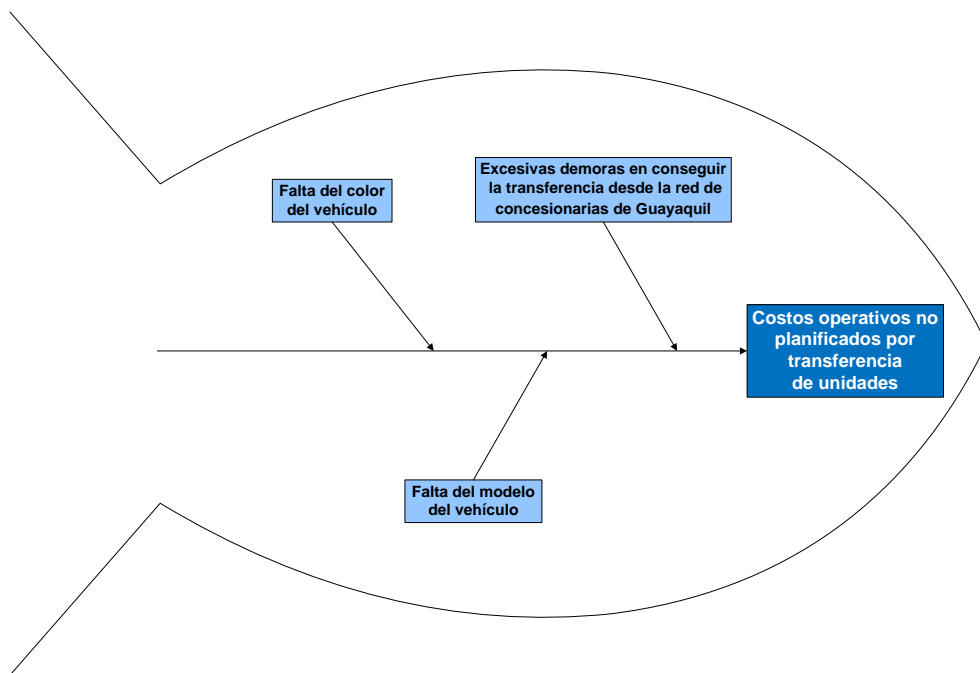 Falta del color
del vehículo
Excesivas demoras en conseguir
la transferencia desde la red de
concesionarias de Guayaquil
Costos operativos no
planificados por
transferencia
de unidades
Falta del modelo
del vehículo